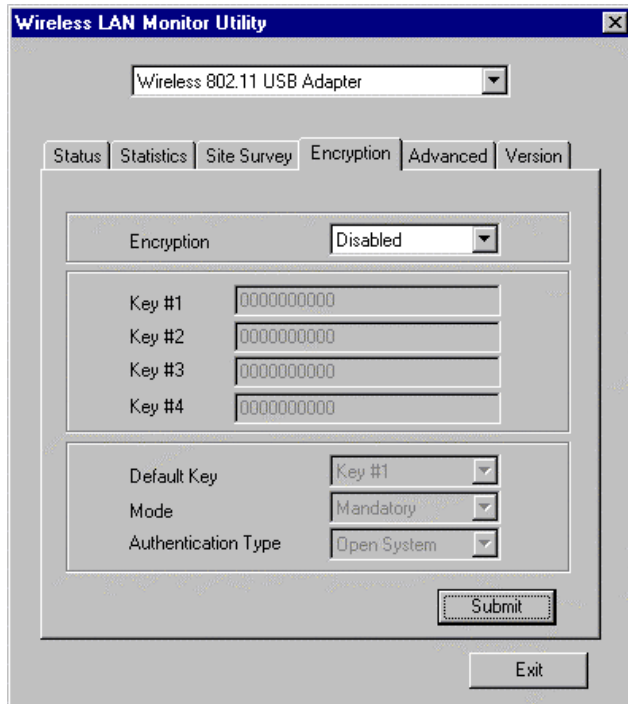 Wireless LAN Monitor Utility
Wireless 802.11 USB Adapter
Status Statistics Site Survey Encryption Advanced Version
Encryption Disabled
Key #1 0000000000
Key #2 0000000000
Key #3 0000000000
Key #4 0000000000
Default Key Key #1
Mode Mandatory
Authentication Type Open System
Submit
Exit